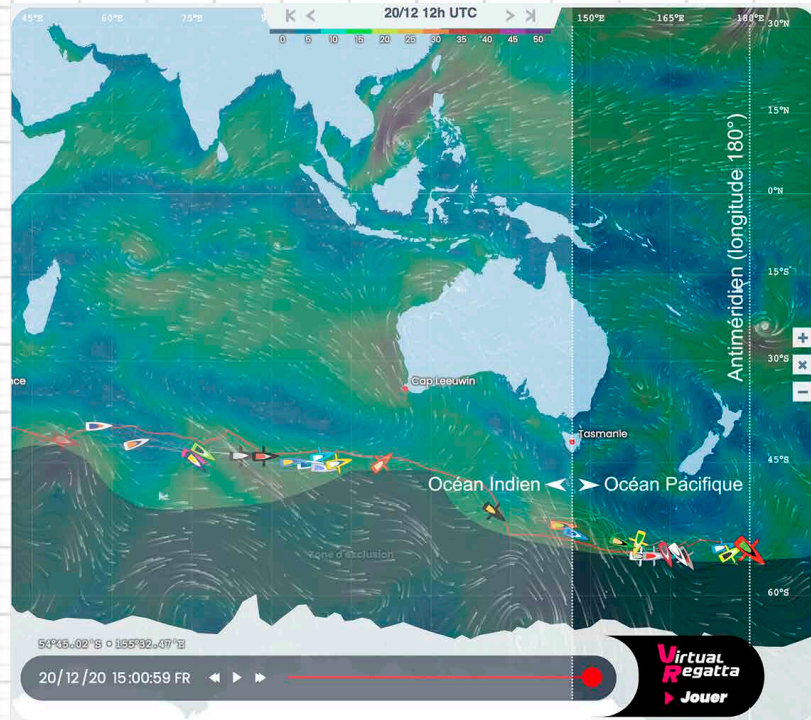 20/12 12h UTC
0 5 10 15 20 25 30 35 40 45 50
45°E 60°E 75°E 9 150°E 165°E 180°E
30°N
15°N
0°N
15°S
30°S
45°S
60°S
Antiméridien (longitude 180°)
nce
Cap Leeuwin
Tasmanie
Océan Indien
Océan Pacifique
Zone d'exclusion
54°45.02'S • 155°32.47'E
20/12/20 15:00:59 FR
Virtual
Regatta
Jouer